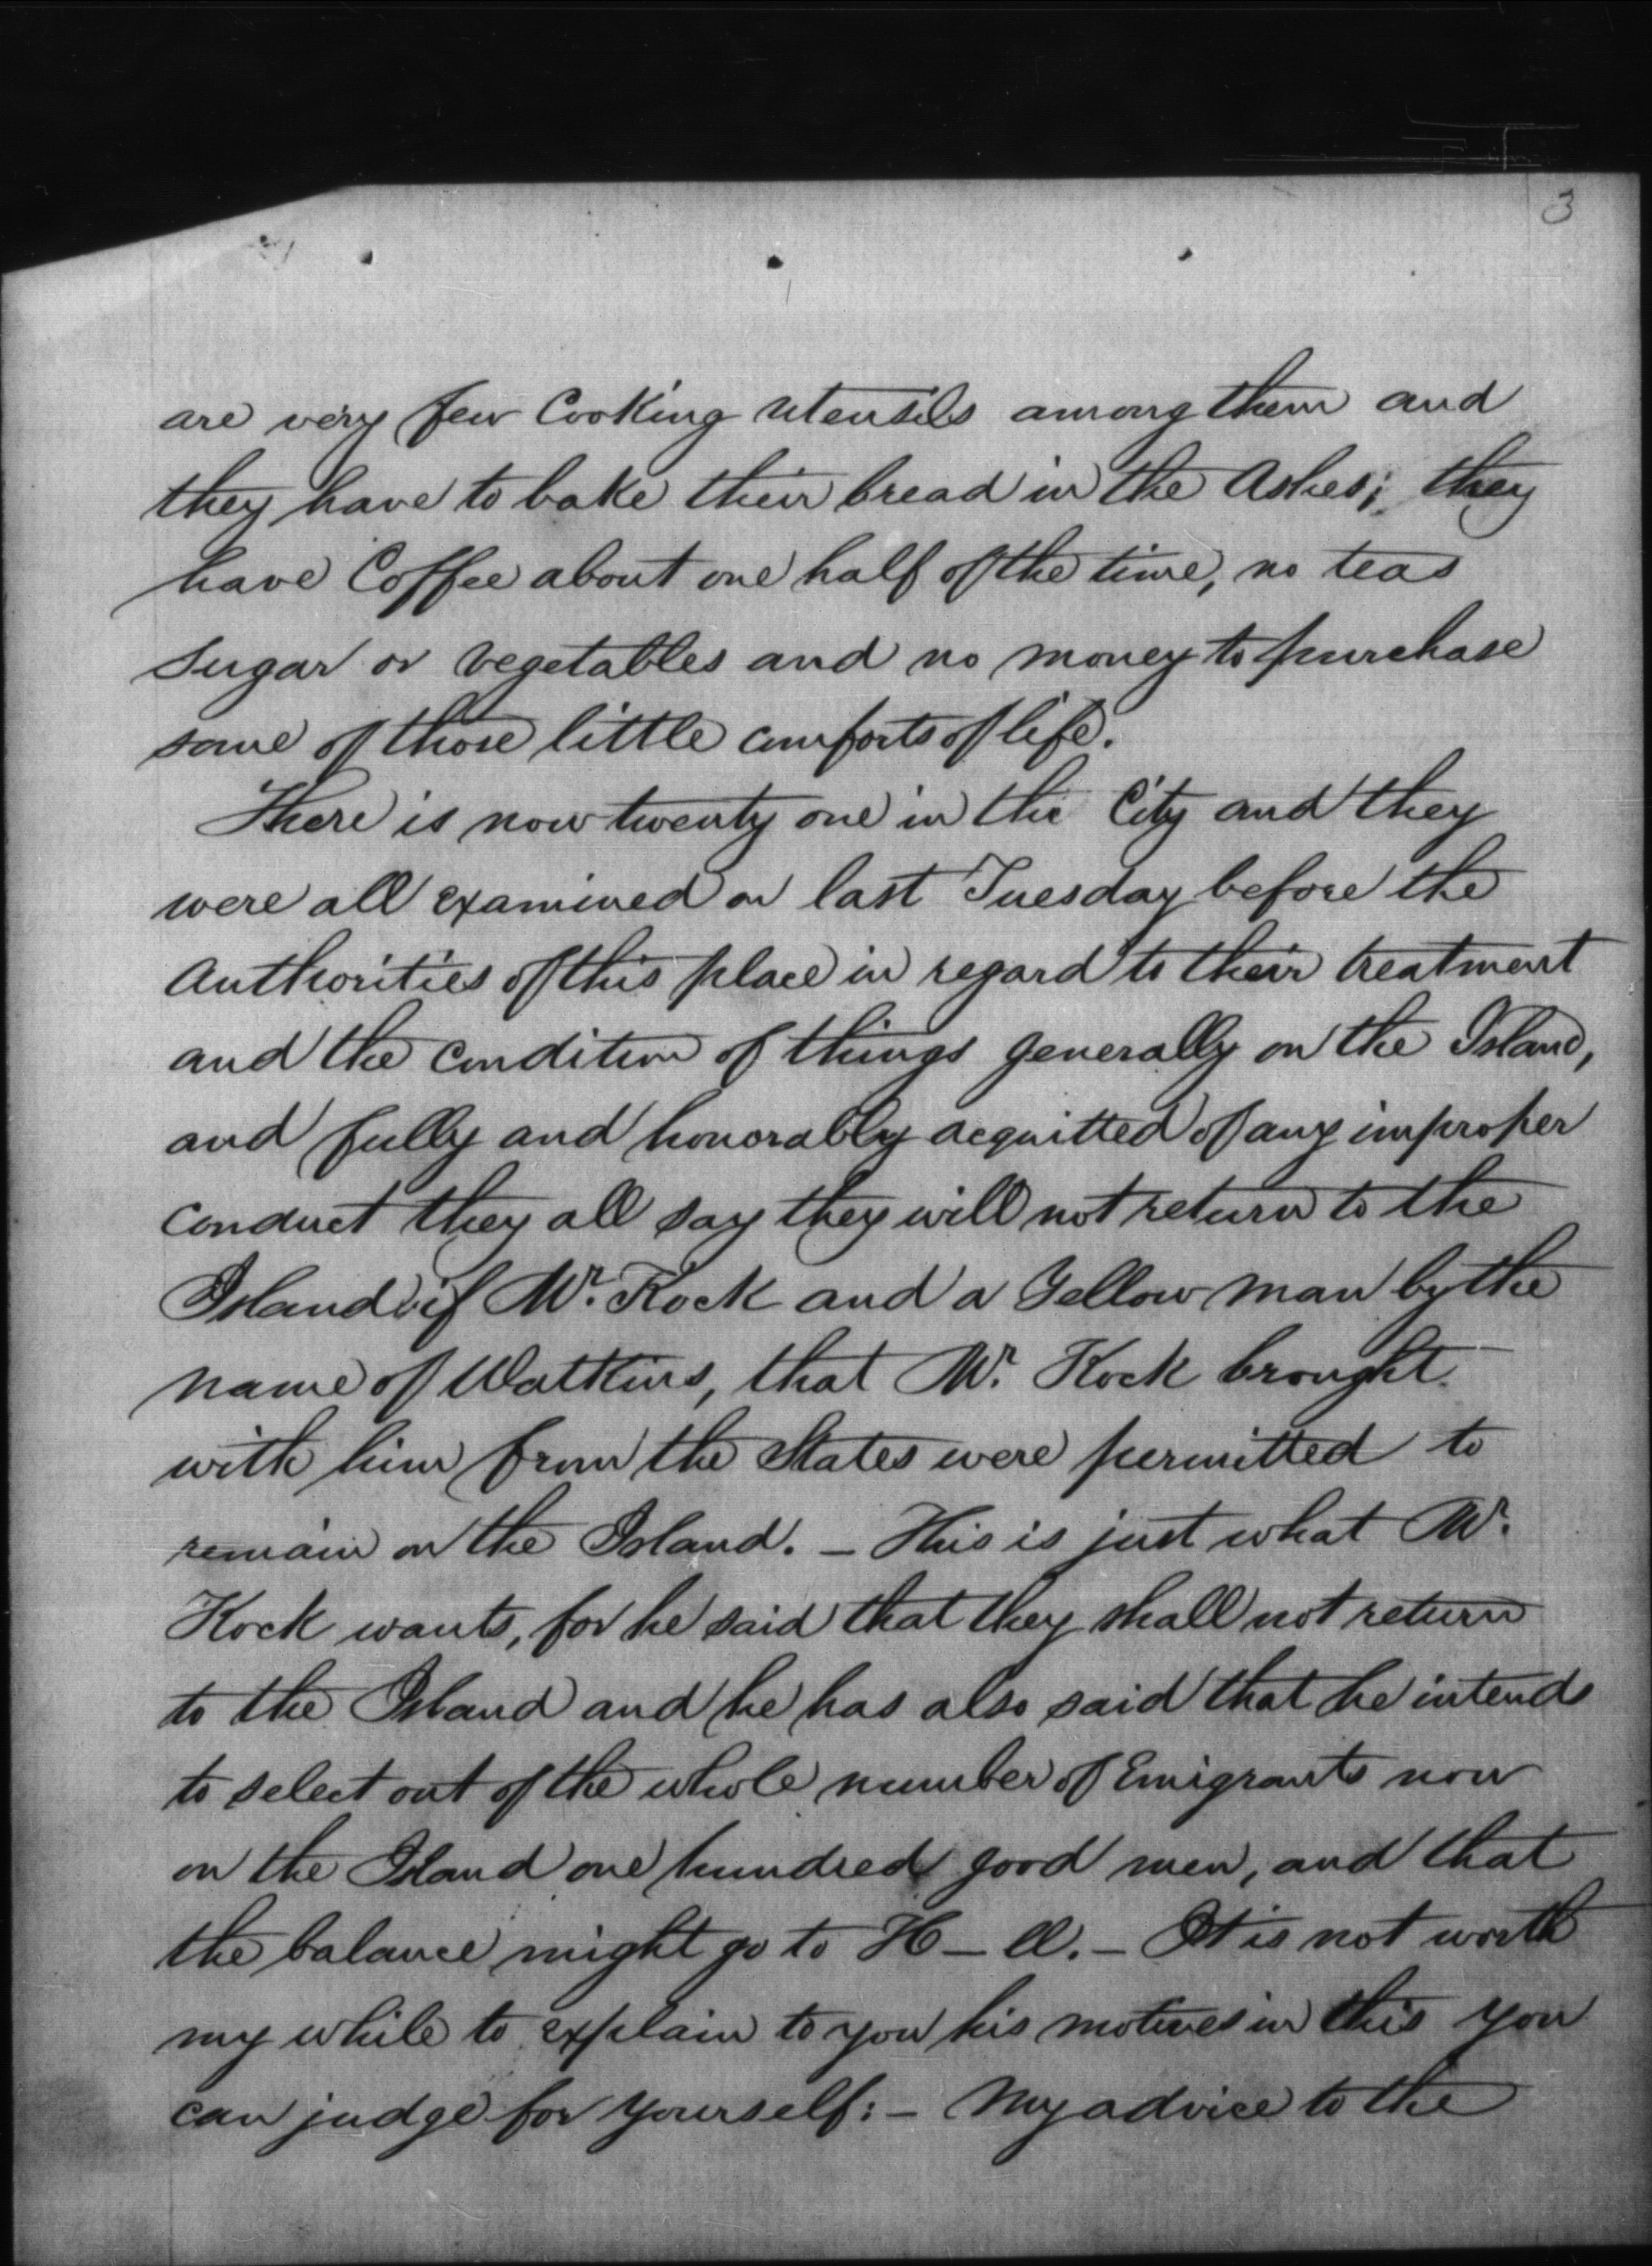 3
are very few Cooking utensils among them and
they have to bake their bread in the Ashes; they
have Coffee about one half of the time, no teas
Sugar or vegetables and no money to purchase
some of those little comforts of life.
There is now twenty one in the City and they
were all examined on last Tuesday before the
Authorities of this place in regard to their treatment
and the condition of things generally on the Island,
and fully and honorably acquitted of any improper
conduct they all say they will not return to the
Island if Mr. Kock and a Yellow man by the
name of Wattkins, that Mr. Kock brought
with him from the States were permitted to
remain on the Island. - This is just what Mr.
Kock wants, for he said that they shall not return
to the Island and he has also said that he intends
to select out of the whole number of Emigrants now
on the Island one hundred good men, and that
the balance might go to H-ll. - It is not worth
my while to explain to you his motives in this you
can judge for yourself: - My advice to the